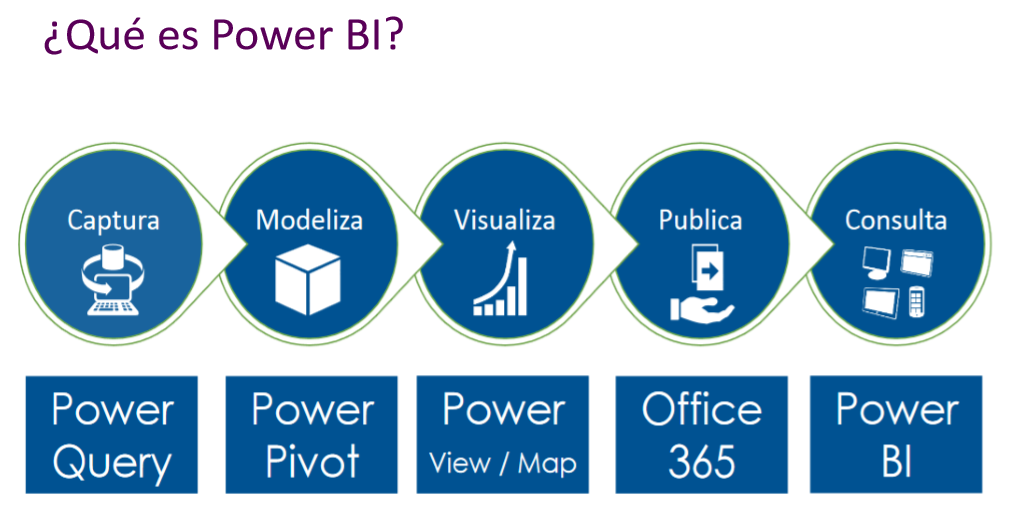 ¿Qué es Power BI?
Captura
Modeliza
Visualiza
Publica
Consulta
Power
Query
Power
Pivot
Power
View / Map
Office
365
Power
BI